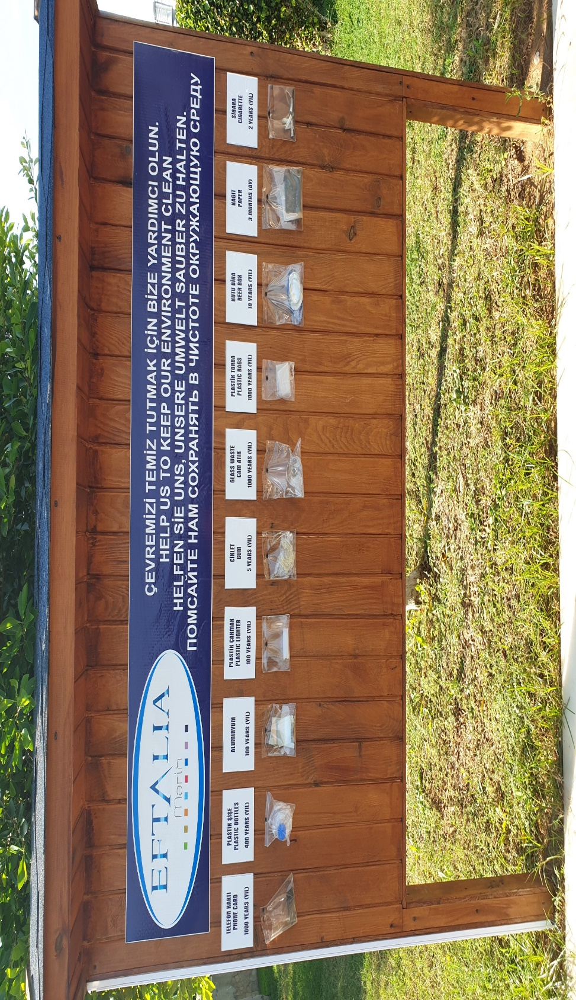 EFTALIA
marin
ÇEVREMİZİ TEMİZ TUTMAK İÇİN BİZE YARDIMCI OLUN.
HELP US TO KEEP OUR ENVIRONMENT CLEAN
HELFEN SİE UNS, UNSERE UMWELT SAUBER ZU HALTEN.
ПОМСАЙТЕ НАМ СОХРАНЯТЬ В ЧИСТОТЕ ОКРУЖАЮЩУЮ СРЕДУ
TELEFON KARTI
PHONE CARD
1000 YEARS (YIL)
PLASTİK ŞİŞE
PLASTIC BOTTLES
400 YEARS (YIL)
ALUMINYUM
100 YEARS (YIL)
PLASTİK ÇAKMAK
PLASTIC LIGHTER
100 YEARS (YIL)
CİKLET
GUM
5 YEARS (YIL)
GLASS WASTE
CAM ATIK
1000 YEARS (YIL)
PLASTİK TORBA
PLASTIC BAGS
1000 YEARS (YIL)
KUTU BİRA
BEER BOX
10 YEARS (YIL)
KAGIT
PAPER
3 MONTHS (AY)
SİGARA
CIGARETTE
2 YEARS (YIL)